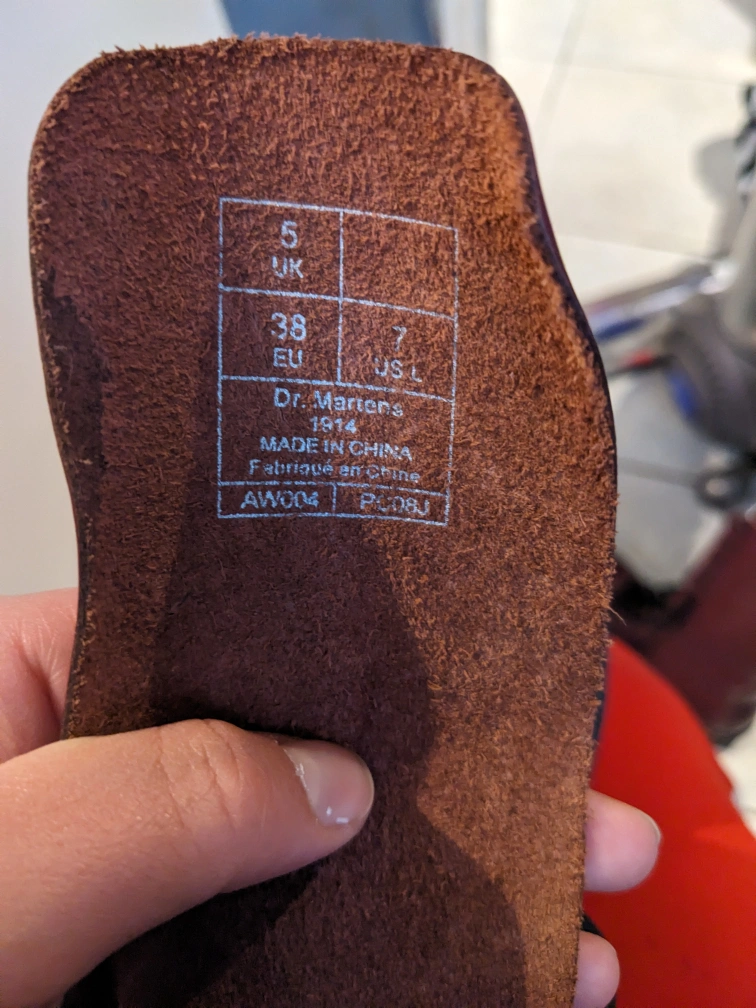 5
UK
38
EU
7
US L
Dr. Martens
1914
MADE IN CHINA
Fabriqué en Chine
AW004